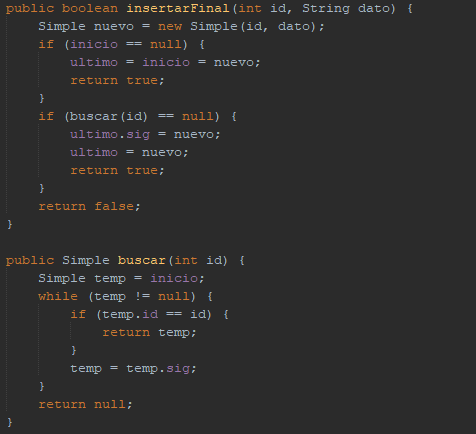 public boolean insertarFinal(int id, String dato) {
    Simple nuevo = new Simple(id, dato);
    if (inicio == null) {
        ultimo = inicio = nuevo;
        return true;
    }
    if (buscar(id) == null) {
        ultimo.sig = nuevo;
        ultimo = nuevo;
        return true;
    }
    return false;
}

public Simple buscar(int id) {
    Simple temp = inicio;
    while (temp != null) {
        if (temp.id == id) {
            return temp;
        }
        temp = temp.sig;
    }
    return null;
}